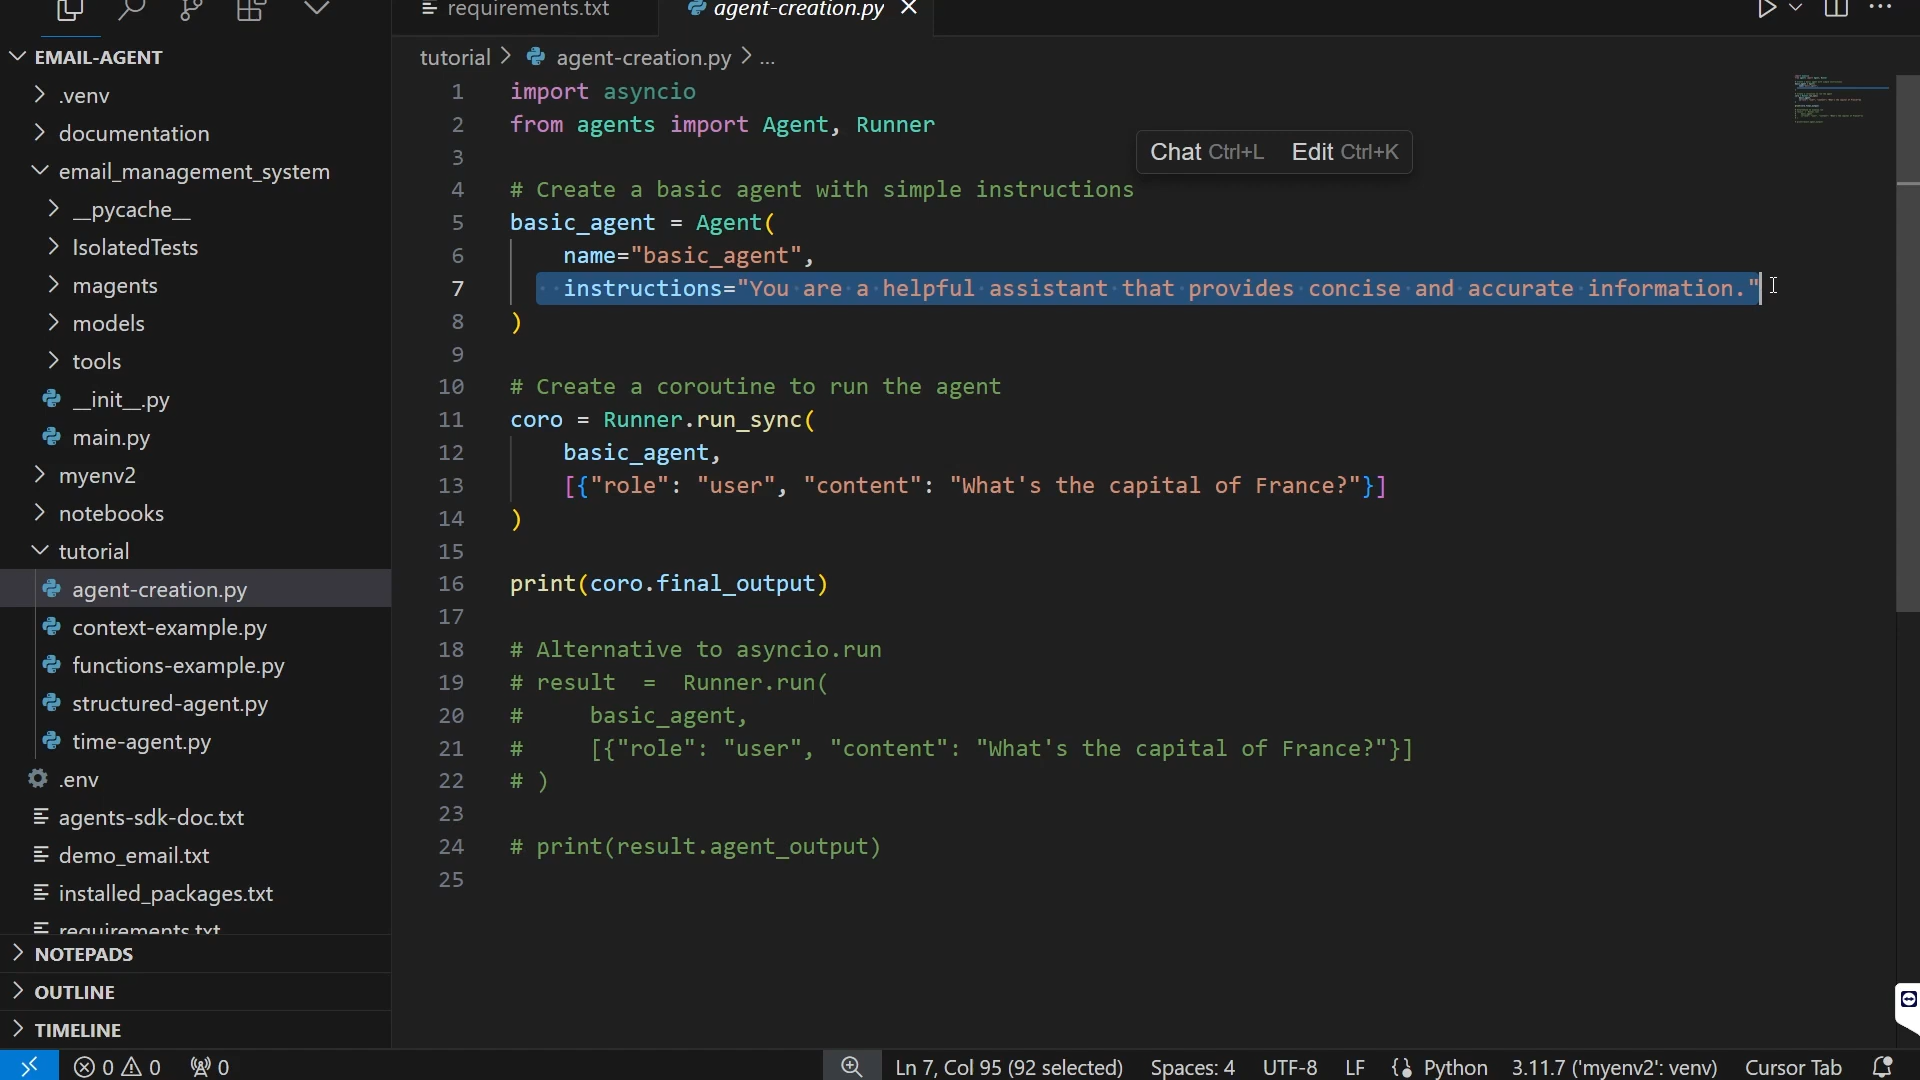 requirements.txt
agent-creation.py
EMAIL-AGENT
.venv
documentation
email_management_system
__pycache__
IsolatedTests
magents
models
tools
__init__.py
main.py
myenv2
notebooks
tutorial
agent-creation.py
context-example.py
functions-example.py
structured-agent.py
time-agent.py
.env
agents-sdk-doc.txt
demo_email.txt
installed_packages.txt
requirements.txt
NOTEPADS
OUTLINE
TIMELINE
tutorial > agent-creation.py > ...
Chat Ctrl+L Edit Ctrl+K
1 import asyncio
2 from agents import Agent, Runner
3
4 # Create a basic agent with simple instructions
5 basic_agent = Agent(
6     name="basic_agent",
7     instructions="You are a helpful assistant that provides concise and accurate information."
8 )
9
10 # Create a coroutine to run the agent
11 coro = Runner.run_sync(
12     basic_agent,
13     [{"role": "user", "content": "What's the capital of France?"}]
14 )
15
16 print(coro.final_output)
17
18 # Alternative to asyncio.run
19 # result  =  Runner.run(
20 #     basic_agent,
21 #     [{"role": "user", "content": "What's the capital of France?"}]
22 # )
23
24 # print(result.agent_output)
25
0 0 0 Ln 7, Col 95 (92 selected) Spaces: 4 UTF-8 LF Python 3.11.7 ('myenv2': venv) Cursor Tab